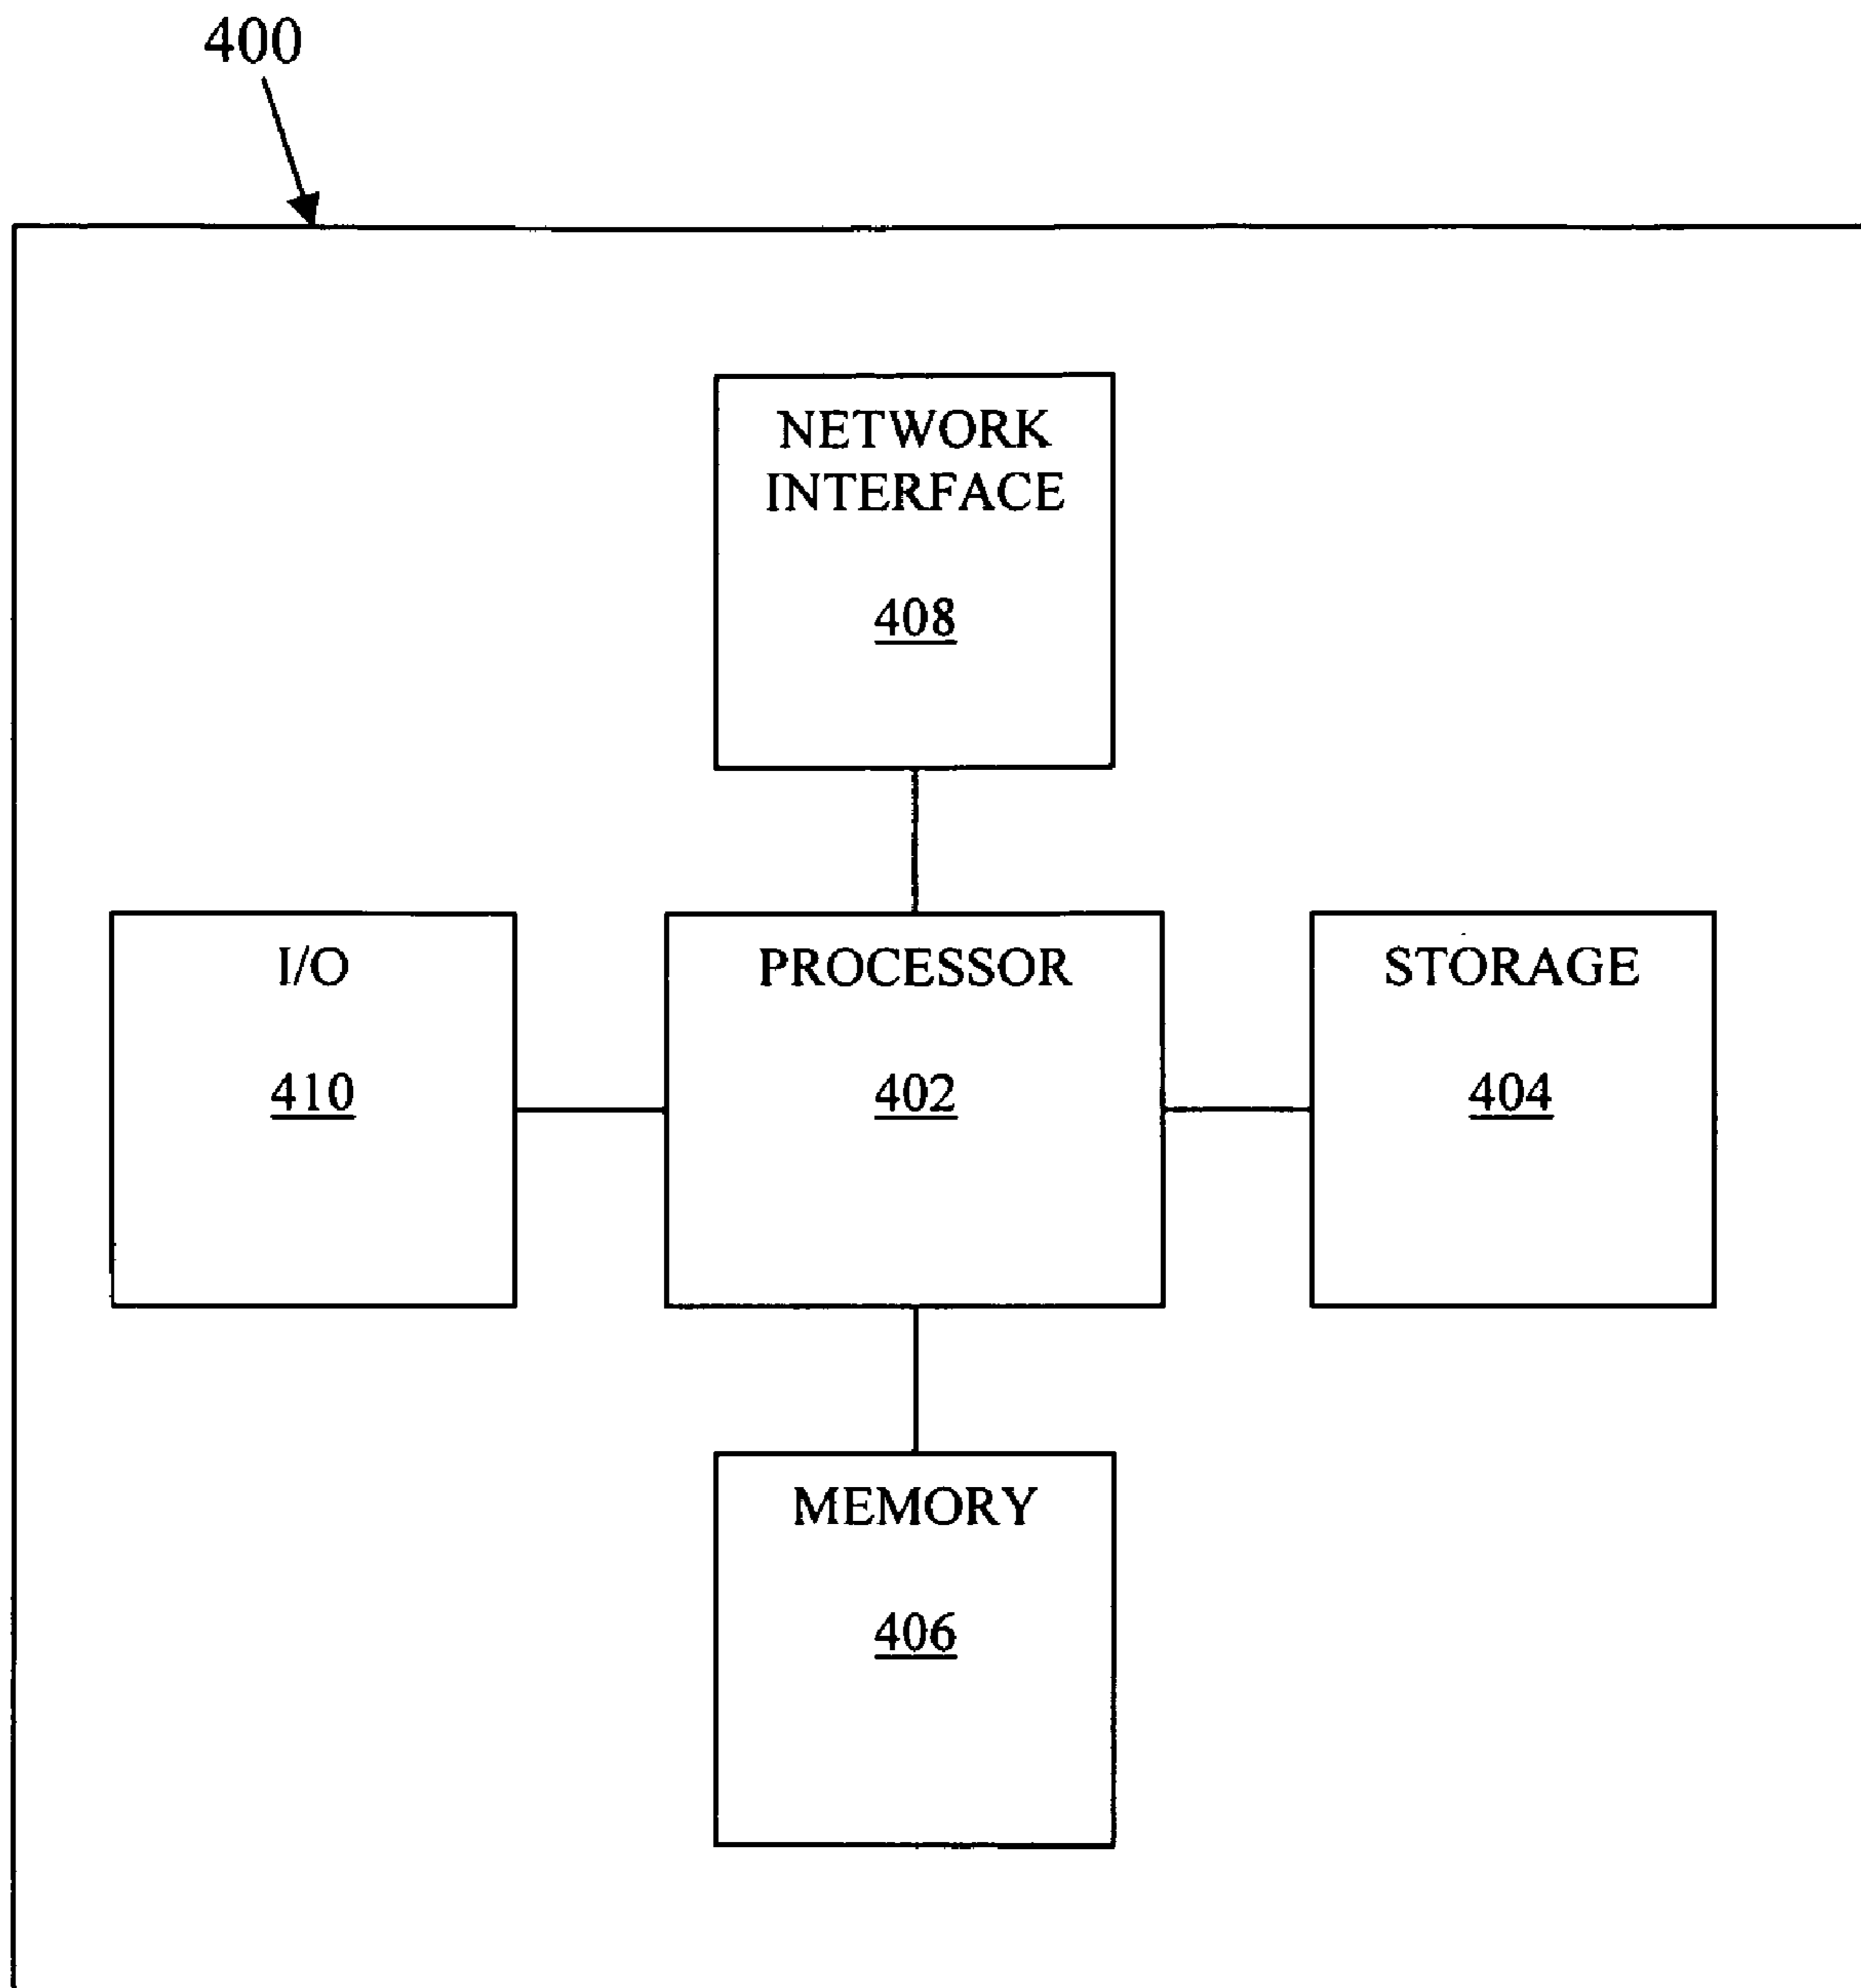 400
NETWORK
INTERFACE
408
I/O
410
PROCESSOR
402
STORAGE
404
MEMORY
406